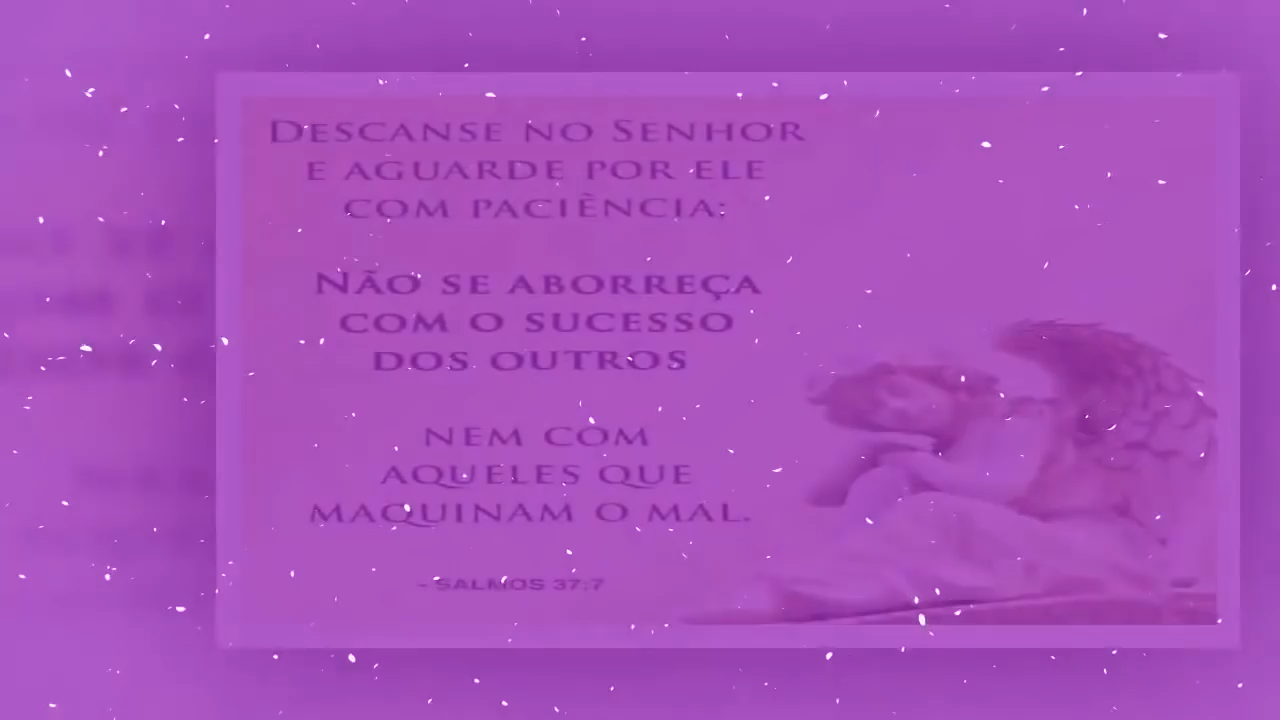 Descanse no Senhor
e aguarde por ele
com paciência;
Não se aborreça
com o sucesso
dos outros
nem com
aqueles que
maquinam o mal.
- SALMOS 37:7